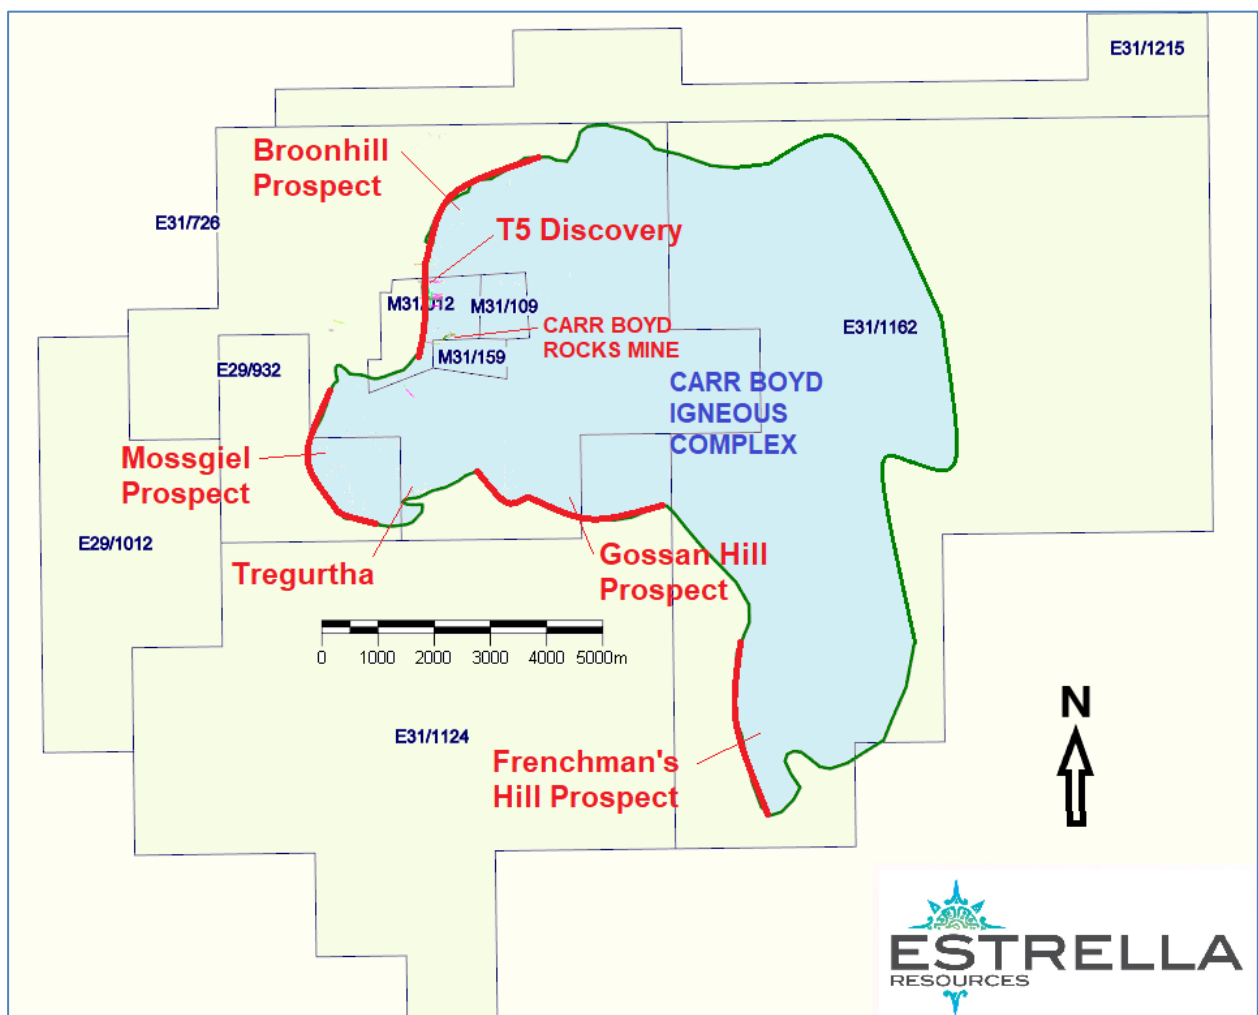 E31/1215
Broonhill
Prospect
E31/726
T5 Discovery
M31/012
M31/109
E31/1162
CARR BOYD
ROCKS MINE
M31/159
E29/932
CARR BOYD
IGNEOUS
COMPLEX
Mossgiel
Prospect
E29/1012
Tregurtha
Gossan Hill
Prospect
0 1000 2000 3000 4000 5000m
N
E31/1124
Frenchman's
Hill Prospect
ESTRELLA
RESOURCES